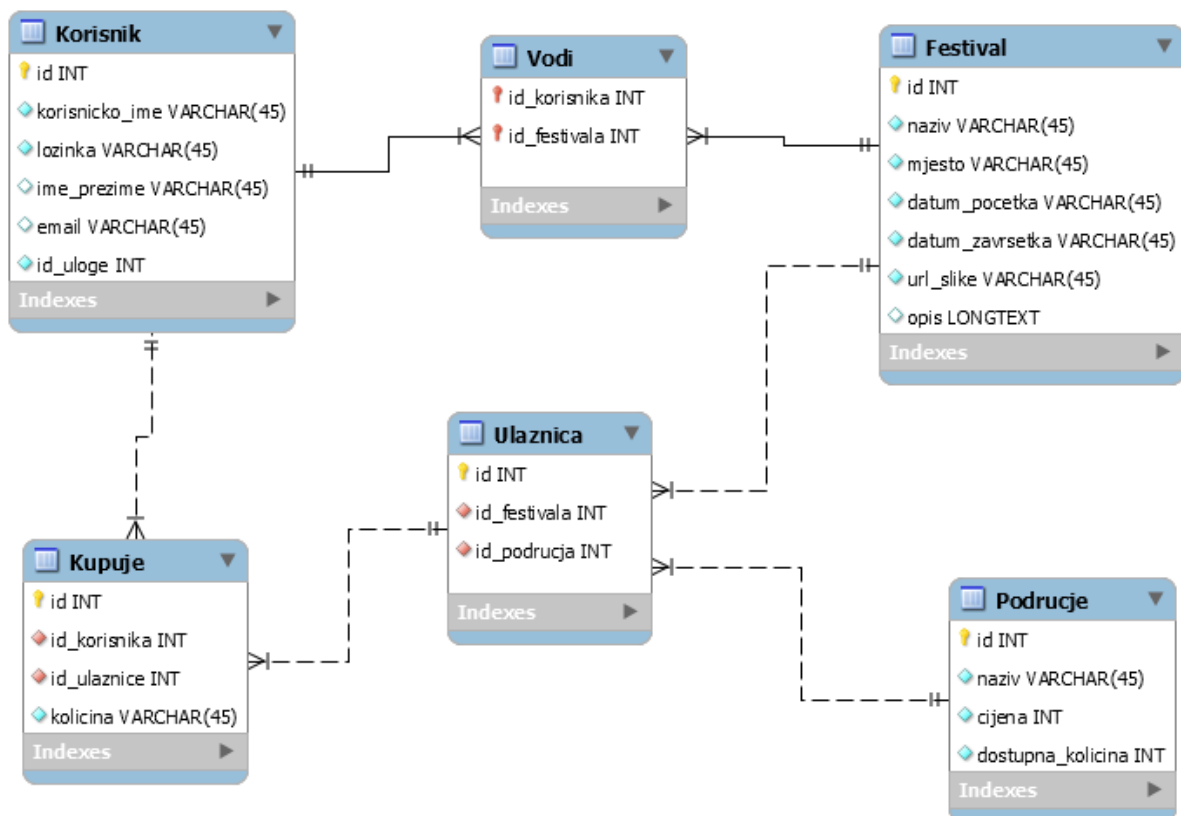 Korisnik
id INT
korisnicko_ime VARCHAR(45)
lozinka VARCHAR(45)
ime_prezime VARCHAR(45)
email VARCHAR(45)
id_uloge INT
Indexes
Vodi
id_korisnika INT
id_festivala INT
Indexes
Festival
id INT
naziv VARCHAR(45)
mjesto VARCHAR(45)
datum_pocetka VARCHAR(45)
datum_zavrsetka VARCHAR(45)
url_slike VARCHAR(45)
opis LONGTEXT
Indexes
Ulaznica
id INT
id_festivala INT
id_podrucja INT
Indexes
Kupuje
id INT
id_korisnika INT
id_ulaznice INT
kolicina VARCHAR(45)
Indexes
Podrucje
id INT
naziv VARCHAR(45)
cijena INT
dostupna_kolicina INT
Indexes